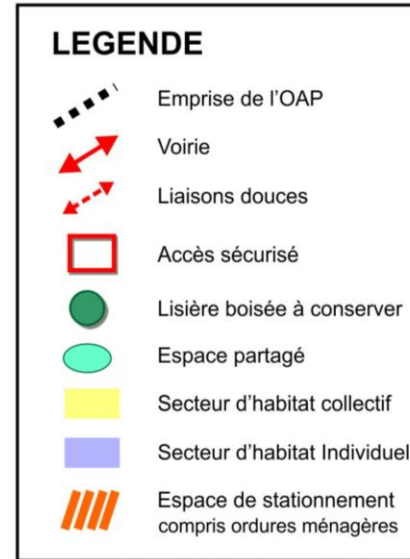 LEGENDE
Emprise de l'OAP
Voirie
Liaisons douces
Accès sécurisé
Lisière boisée à conserver
Espace partagé
Secteur d'habitat collectif
Secteur d'habitat Individuel
Espace de stationnement
compris ordures ménagères